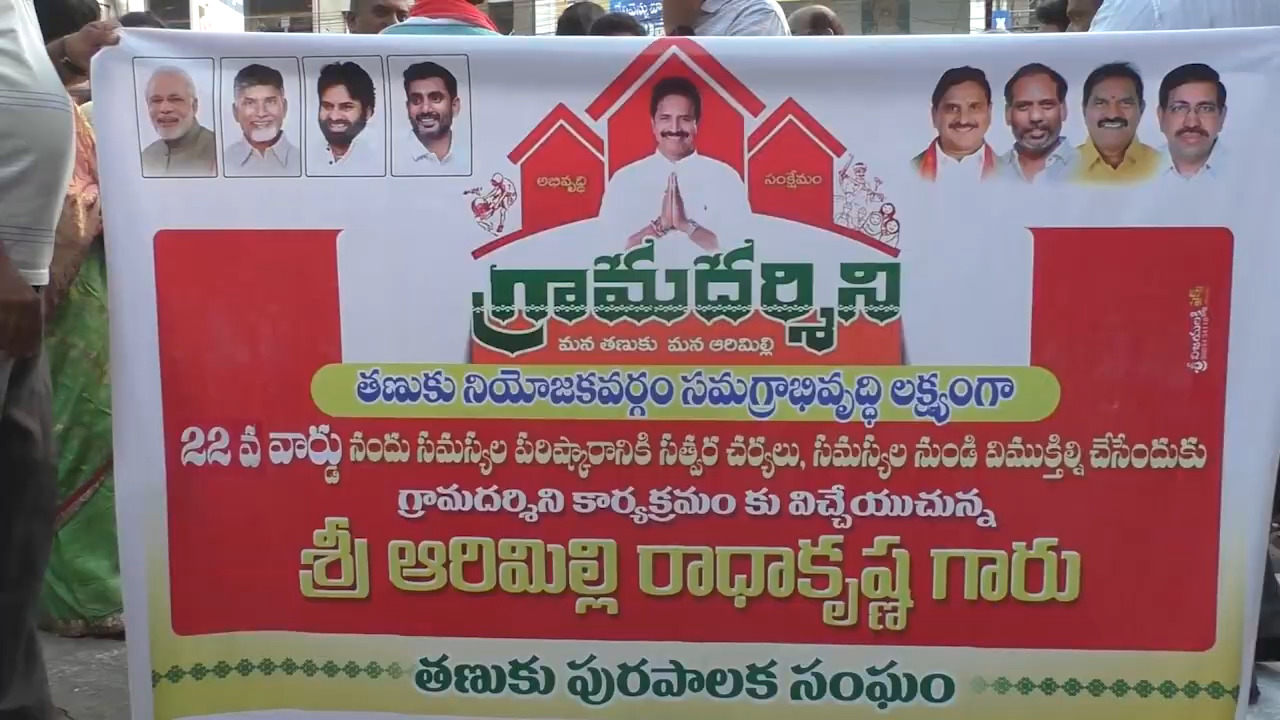 అభివృద్ధి
సంక్షేమం
గ్రామదర్శిని
మన తణుకు మన ఆరిమిల్లి
తణుకు నియోజకవర్గం సమగ్రాభివృద్ధి లక్ష్యంగా
22 వ వార్డు నందు సమస్యల పరిష్కారానికి సత్వర చర్యలు, సమస్యల నుండి విముక్తిల్ని చేసేందుకు
గ్రామదర్శిని కార్యక్రమం కు విచ్చేయుచున్న
శ్రీ ఆరిమిల్లి రాధాకృష్ణ గారు
తణుకు పురపాలక సంఘం